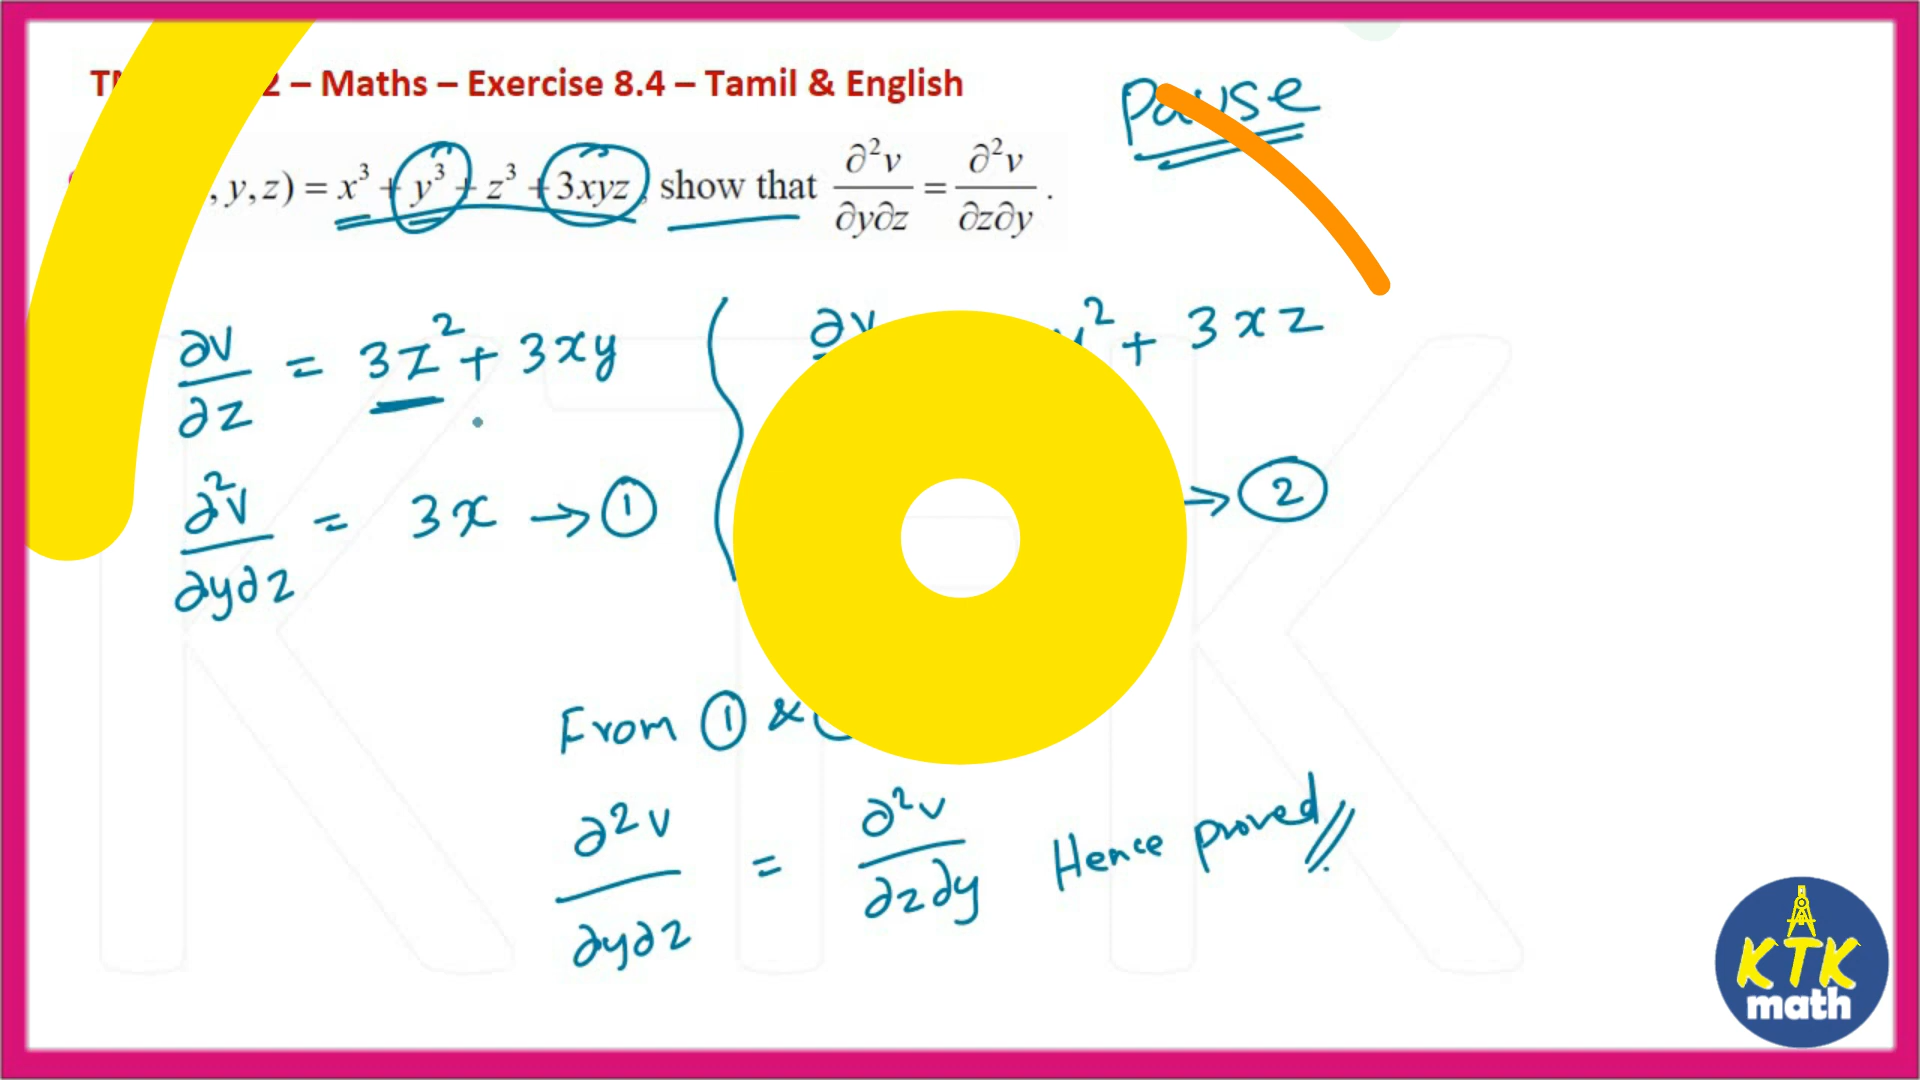 2 – Maths – Exercise 8.4 – Tamil & English
Pause
, y, z) = x³ + y³ + z³ + 3xyz, show that ∂²v/∂y∂z = ∂²v/∂z∂y .
∂v/∂z = 3z² + 3xy
∂v y² + 3xz
∂²v/∂y∂z = 3x → ①
→ ②
From ① &
∂²v/∂y∂z = ∂²v/∂z∂y Hence proved//
KTK
math